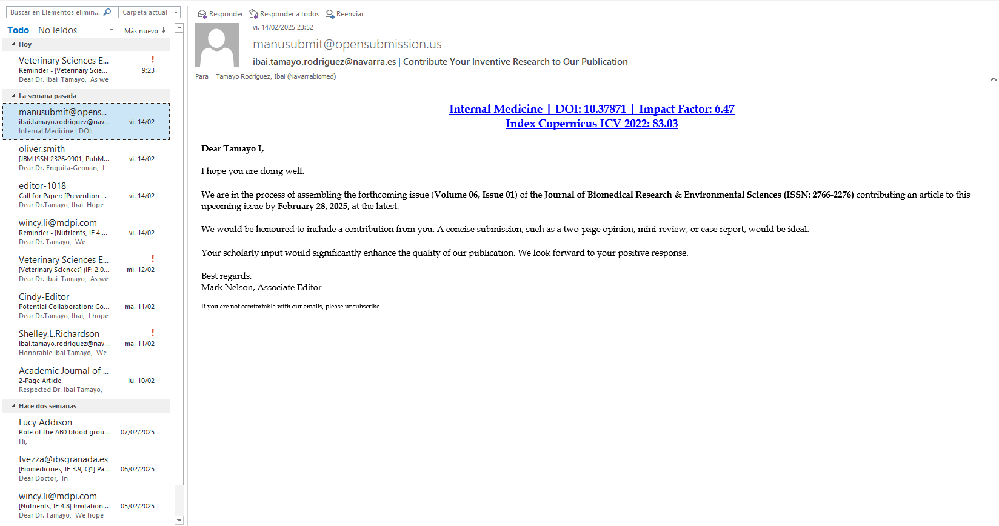 Buscar en Elementos elimin... Carpeta actual
Todo No leídos Más nuevo ↓
Hoy
Veterinary Sciences E... !
Reminder - [Veterinary Scie... 9:23
Dear Dr. Ibai Tamayo, As we
La semana pasada
manusubmit@opens...
ibai.tamayo.rodriguez@nav... vi. 14/02
Internal Medicine | DOI:
oliver.smith
[JBM ISSN 2326-9901, PubM... vi. 14/02
Dear Dr. Enguita-German, I
editor-1018
Call for Paper: [Prevention ... vi. 14/02
Dear Dr.Tamayo, Ibai Hope
wincy.li@mdpi.com
Reminder - [Nutrients, IF 4.... vi. 14/02
Dear Dr. Tamayo, We
Veterinary Sciences E... !
[Veterinary Sciences] (IF: 2.0... mi. 12/02
Dear Dr. Ibai Tamayo, As we
Cindy-Editor
Potential Collaboration: Co... ma. 11/02
Dear Dr.Tamayo, Ibai, I hope
Shelley.L.Richardson !
ibai.tamayo.rodriguez@nav... ma. 11/02
Honorable Ibai Tamayo, We
Academic Journal of ...
2-Page Article lu. 10/02
Respected Dr. Ibai Tamayo,
Hace dos semanas
Lucy Addison
Role of the AB0 blood grou... 07/02/2025
Hi,
tvezza@ibsgranada.es
[Biomedicines, IF 3.9, Q1] Pa... 06/02/2025
Dear Doctor, In
wincy.li@mdpi.com
[Nutrients, IF 4.8] Invitation... 05/02/2025
Dear Dr. Tamayo, We hope
Responder Responder a todos Reenviar
vi. 14/02/2025 23:52
manusubmit@opensubmission.us
ibai.tamayo.rodriguez@navarra.es | Contribute Your Inventive Research to Our Publication
Para Tamayo Rodríguez, Ibai (Navarrabiomed)
Internal Medicine | DOI: 10.37871 | Impact Factor: 6.47
Index Copernicus ICV 2022: 83.03
Dear Tamayo I,
I hope you are doing well.
We are in the process of assembling the forthcoming issue (Volume 06, Issue 01) of the Journal of Biomedical Research & Environmental Sciences (ISSN: 2766-2276) contributing an article to this
upcoming issue by February 28, 2025, at the latest.
We would be honoured to include a contribution from you. A concise submission, such as a two-page opinion, mini-review, or case report, would be ideal.
Your scholarly input would significantly enhance the quality of our publication. We look forward to your positive response.
Best regards,
Mark Nelson, Associate Editor
If you are not comfortable with our emails, please unsubscribe.